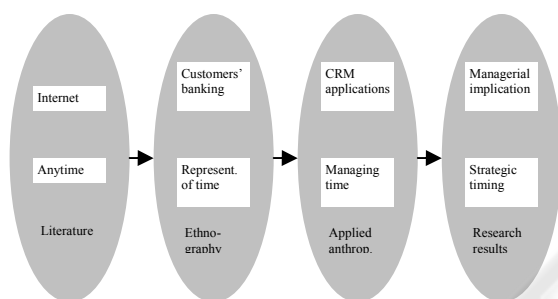 Internet
Anytime
Literature
Customers’
banking
Represent.
of time
Ethno-
graphy
CRM
applications
Managing
time
Applied
anthrop.
Managerial
implication
Strategic
timing
Research
results